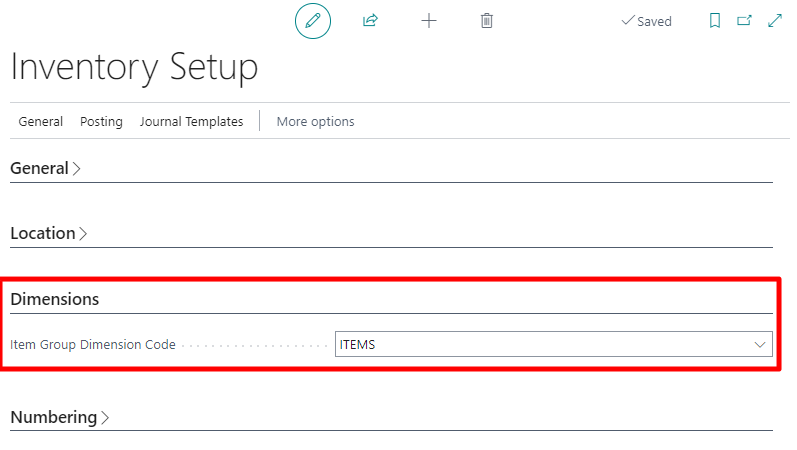 Saved
Inventory Setup
General Posting Journal Templates More options
General
Location
Dimensions
Item Group Dimension Code ITEMS
Numbering